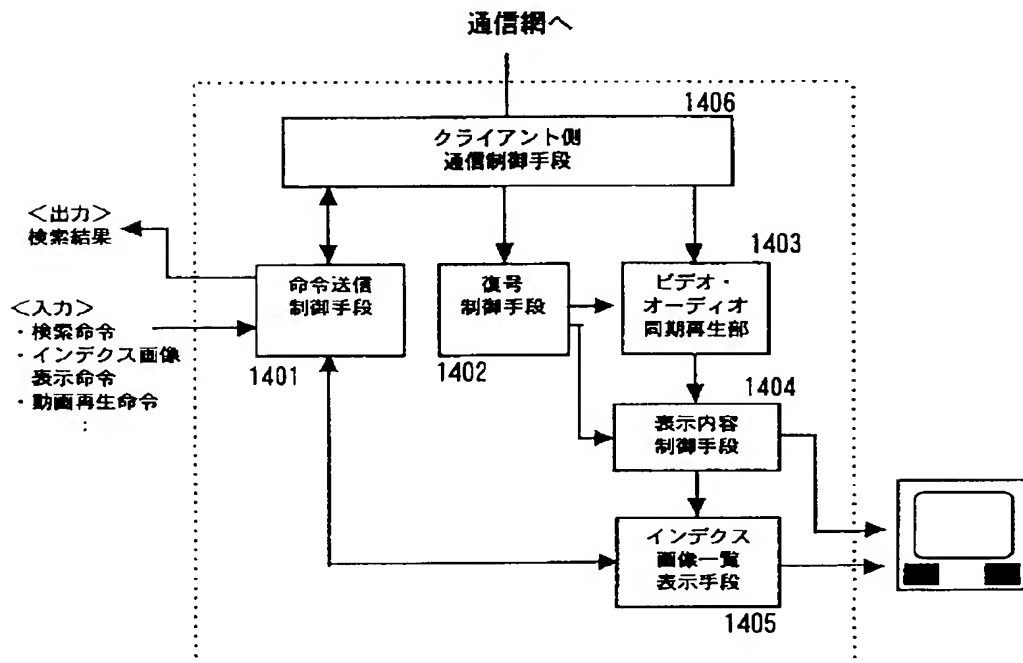 通信網へ
1406
クライアント側
通信制御手段
<出力>
検索結果
<入力>
・検索命令
・インデクス画像
表示命令
・動画再生命令
⋮
命令送信
制御手段
1401
復号
制御手段
1402
1403
ビデオ・
オーディオ
同期再生部
1404
表示内容
制御手段
インデクス
画像一覧
表示手段
1405